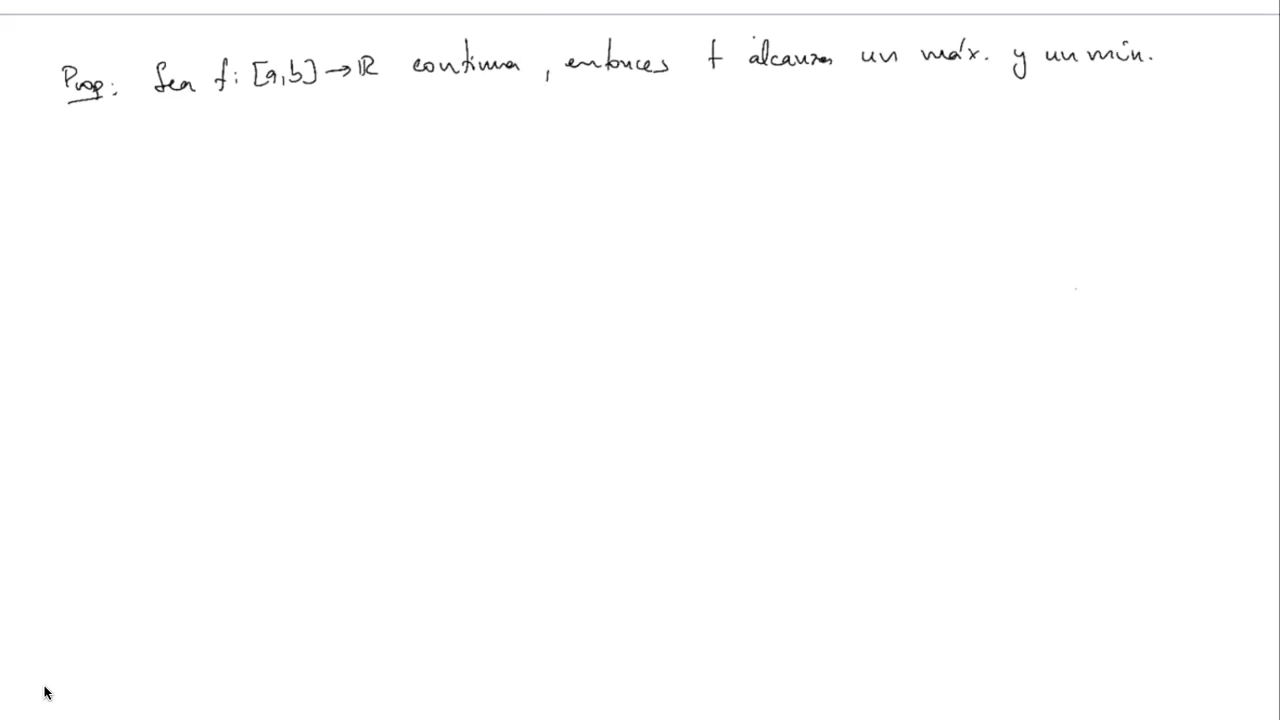 Prop: Sea f: [a,b] → ℝ continua, entonces f alcanza un máx. y un mín.